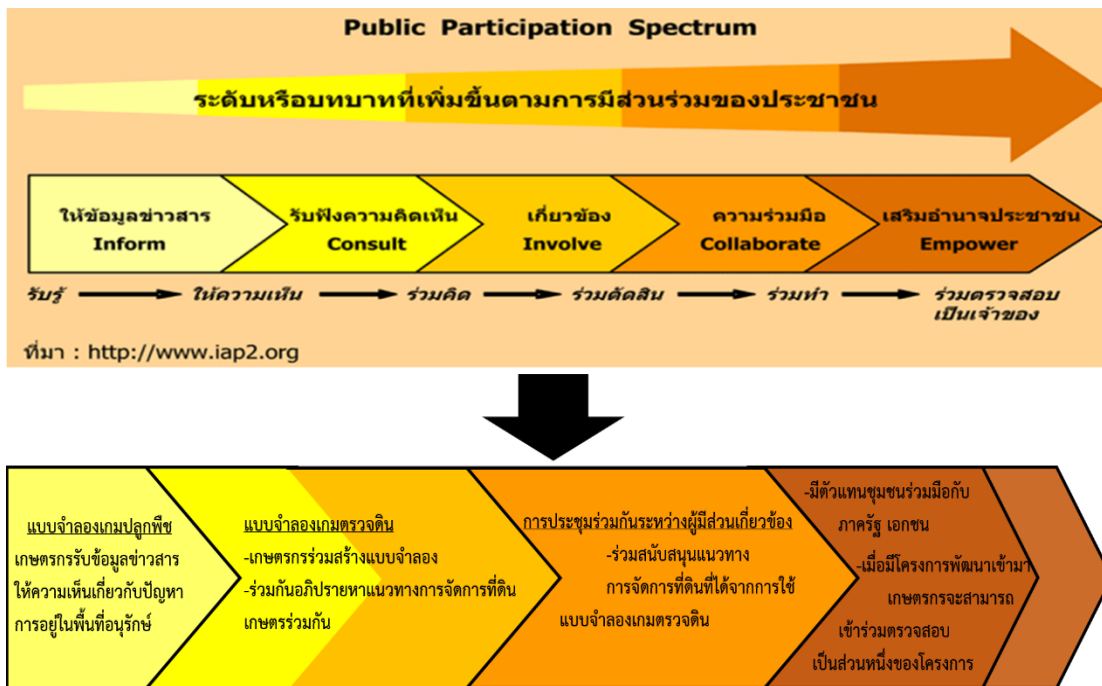 Public Participation Spectrum
ระดับหรือบทบาทที่เพิ่มขึ้นตามการมีส่วนร่วมของประชาชน
ให้ข้อมูลข่าวสาร
Inform
รับฟังความคิดเห็น
Consult
เกี่ยวข้อง
Involve
ความร่วมมือ
Collaborate
เสริมอำนาจประชาชน
Empower
รับรู้
ให้ความเห็น
ร่วมคิด
ร่วมตัดสิน
ร่วมทำ
ร่วมตรวจสอบ
เป็นเจ้าของ
ที่มา : http://www.iap2.org
แบบจำลองเกมปลูกพืช
เกษตรกรรับข้อมูลข่าวสาร
ให้ความเห็นเกี่ยวกับปัญหา
การอยู่ในพื้นที่อนุรักษ์
แบบจำลองเกมตรวจดิน
-เกษตรกรร่วมสร้างแบบจำลอง
-ร่วมกันอภิปรายหาแนวทางการจัดการที่ดิน
เกษตรร่วมกัน
การประชุมร่วมกันระหว่างผู้มีส่วนเกี่ยวข้อง
-ร่วมสนับสนุนแนวทาง
การจัดการที่ดินที่ได้จากการใช้
แบบจำลองเกมตรวจดิน
-มีตัวแทนชุมชนร่วมมือกับ
ภาครัฐ เอกชน
-เมื่อมีโครงการพัฒนาเข้ามา
เกษตรกรจะสามารถ
เข้าร่วมตรวจสอบ
เป็นส่วนหนึ่งของโครงการ